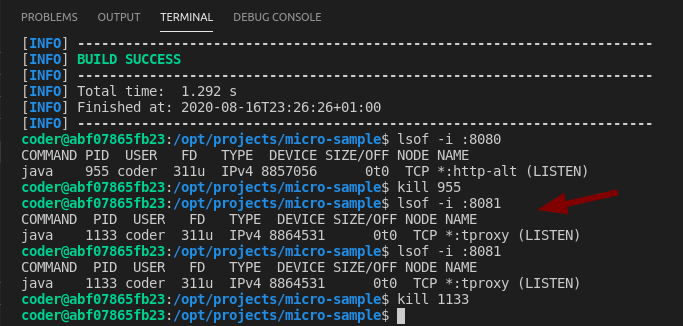 PROBLEMS OUTPUT TERMINAL DEBUG CONSOLE
[INFO] ------------------------------------------------------------------------
[INFO] BUILD SUCCESS
[INFO] ------------------------------------------------------------------------
[INFO] Total time:  1.292 s
[INFO] Finished at: 2020-08-16T23:26:26+01:00
[INFO] ------------------------------------------------------------------------
coder@abf07865fb23:/opt/projects/micro-sample$ lsof -i :8080
COMMAND PID  USER   FD   TYPE  DEVICE SIZE/OFF NODE NAME
java    955 coder  311u  IPv4 8857056      0t0  TCP *:http-alt (LISTEN)
coder@abf07865fb23:/opt/projects/micro-sample$ kill 955
coder@abf07865fb23:/opt/projects/micro-sample$ lsof -i :8081
COMMAND  PID  USER   FD   TYPE  DEVICE SIZE/OFF NODE NAME
java    1133 coder  311u  IPv4 8864531      0t0  TCP *:tproxy (LISTEN)
coder@abf07865fb23:/opt/projects/micro-sample$ lsof -i :8081
COMMAND  PID  USER   FD   TYPE  DEVICE SIZE/OFF NODE NAME
java    1133 coder  311u  IPv4 8864531      0t0  TCP *:tproxy (LISTEN)
coder@abf07865fb23:/opt/projects/micro-sample$ kill 1133
coder@abf07865fb23:/opt/projects/micro-sample$